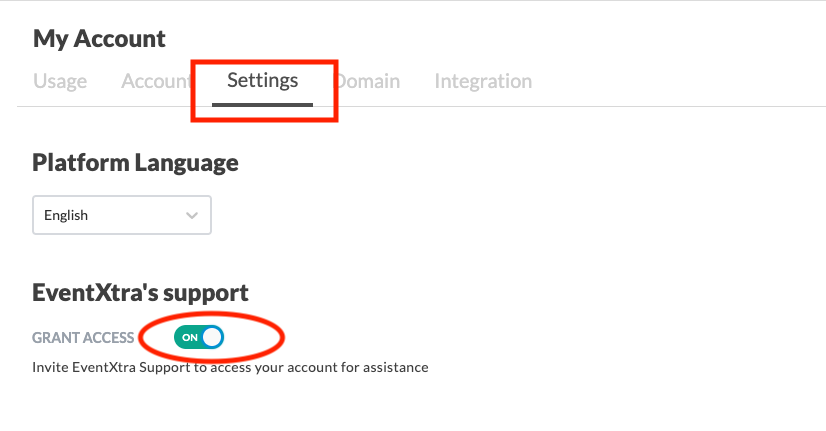 My Account
Usage Account Settings Domain Integration
Platform Language
English
EventXtra's support
GRANT ACCESS ON
Invite EventXtra Support to access your account for assistance